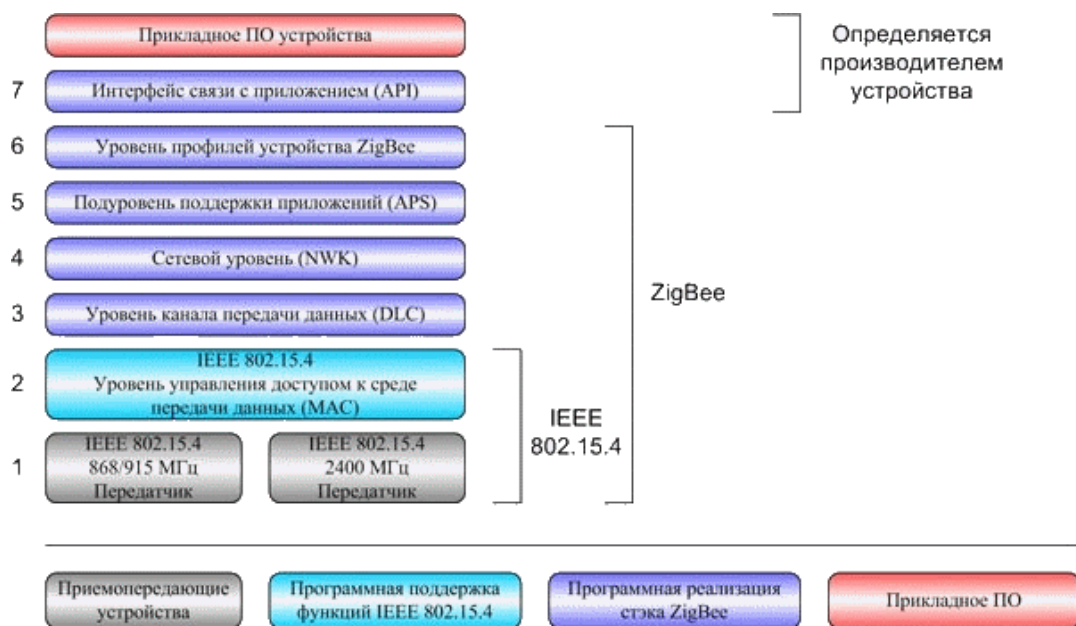 Прикладное ПО устройства
Определяется
производителем
устройства
7
Интерфейс связи с приложением (API)
6
Уровень профилей устройства ZigBee
5
Подуровень поддержки приложений (APS)
4
Сетевой уровень (NWK)
ZigBee
3
Уровень канала передачи данных (DLC)
2
IEEE 802.15.4
Уровень управления доступом к среде
передачи данных (MAC)
IEEE
802.15.4
1
IEEE 802.15.4
868/915 МГц
Передатчик
IEEE 802.15.4
2400 МГц
Передатчик
Приемопередающие
устройства
Программная поддержка
функций IEEE 802.15.4
Программная реализация
стэка ZigBee
Прикладное ПО